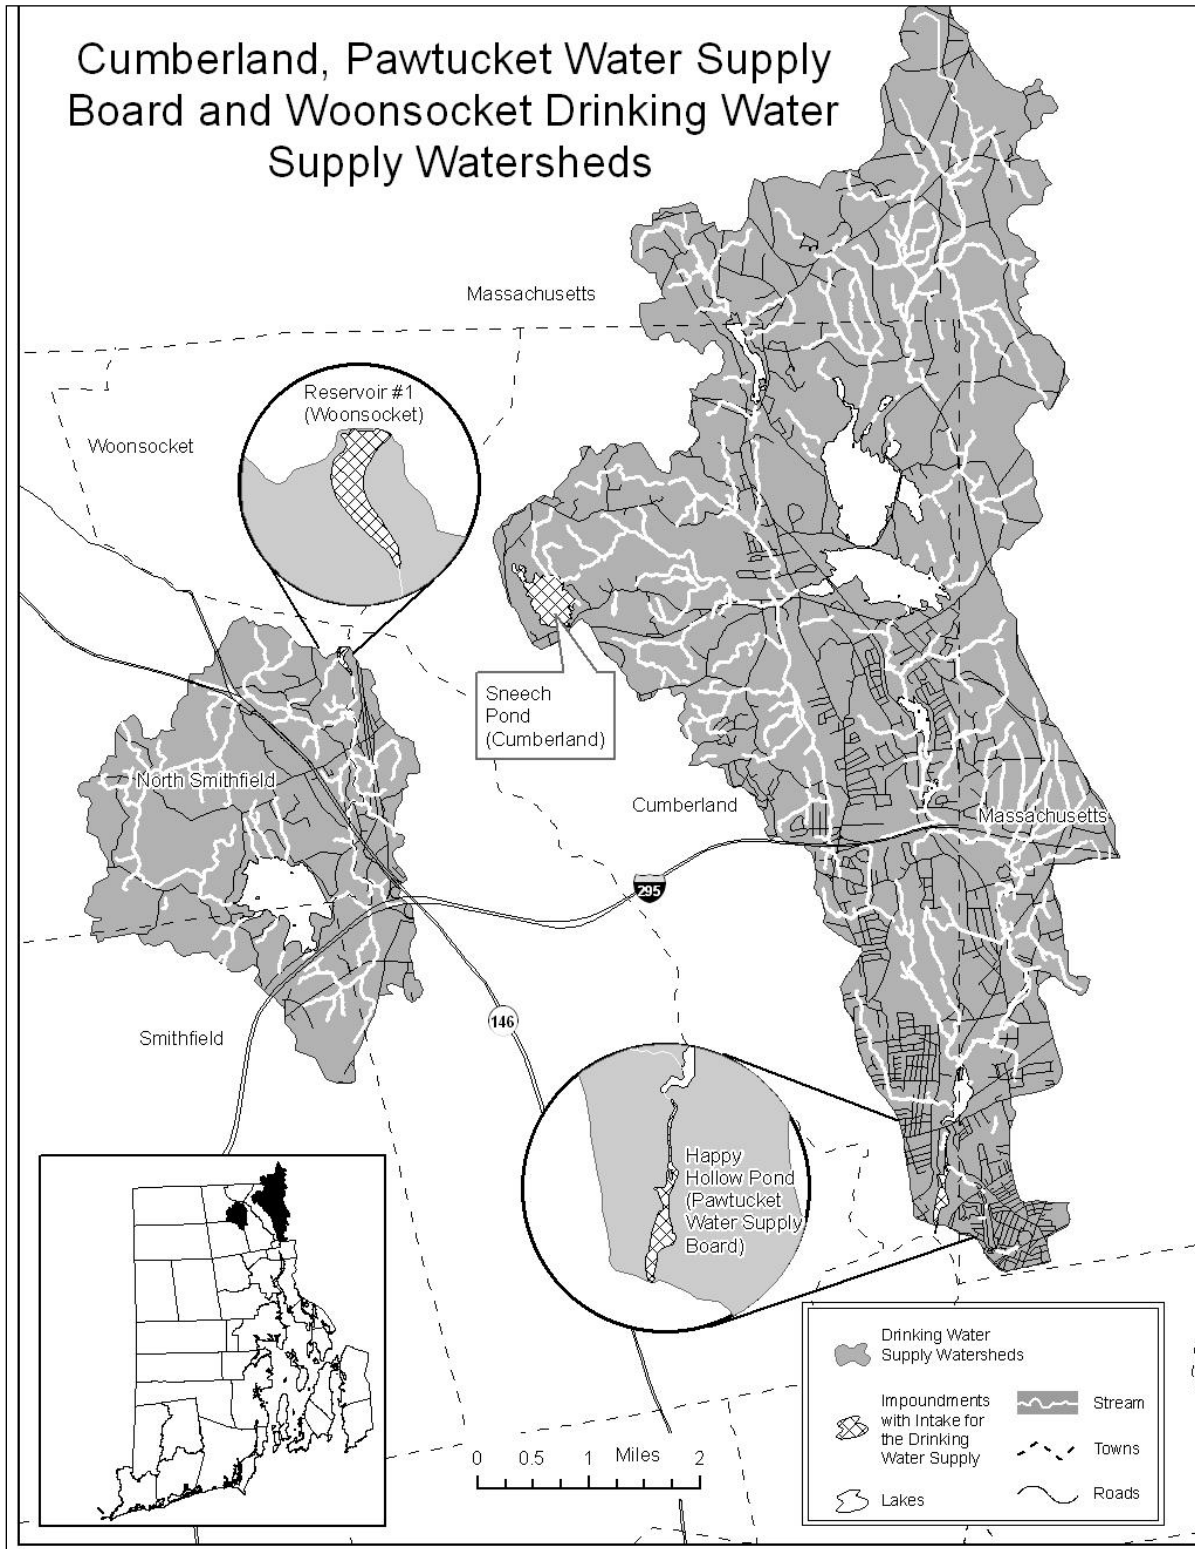 Cumberland, Pawtucket Water Supply
Board and Woonsocket Drinking Water
Supply Watersheds
Massachusetts
Reservoir #1
(Woonsocket)
Woonsocket
Sneech
Pond
(Cumberland)
North Smithfield
Cumberland
Massachusetts
295
146
Smithfield
Happy
Hollow Pond
(Pawtucket
Water Supply
Board)
Drinking Water
Supply Watersheds
Impoundments
with Intake for
the Drinking
Water Supply
Lakes
Stream
Towns
Roads
0 0.5 1 Miles 2